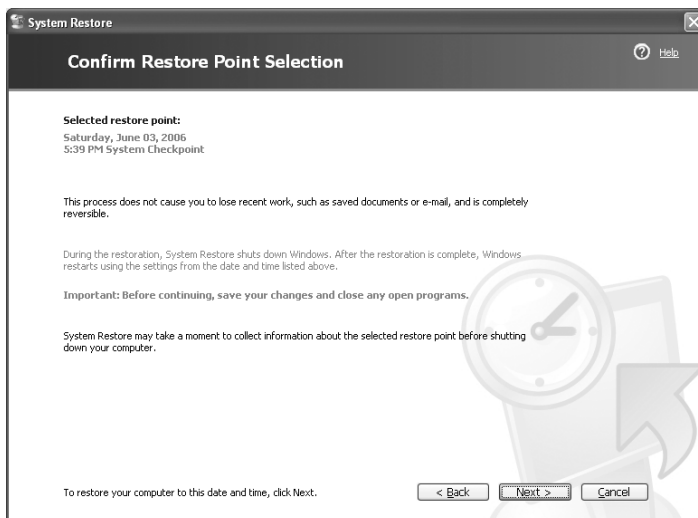 System Restore
Confirm Restore Point Selection
Help
Selected restore point:
Saturday, June 03, 2006
5:39 PM System Checkpoint
This process does not cause you to lose recent work, such as saved documents or e-mail, and is completely
reversible.
During the restoration, System Restore shuts down Windows. After the restoration is complete, Windows
restarts using the settings from the date and time listed above.
Important: Before continuing, save your changes and close any open programs.
System Restore may take a moment to collect information about the selected restore point before shutting
down your computer.
To restore your computer to this date and time, click Next.
< Back Next > Cancel